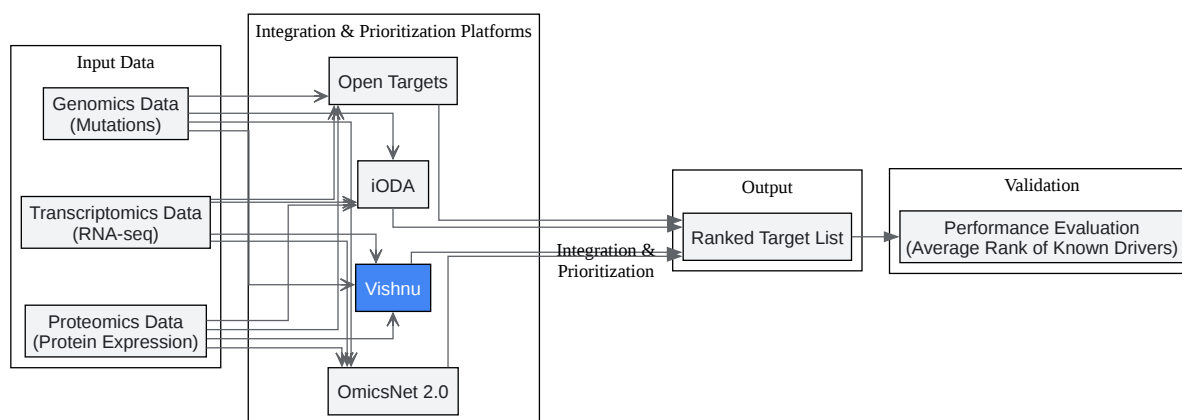 Input Data
Genomics Data
(Mutations)
Transcriptomics Data
(RNA-seq)
Proteomics Data
(Protein Expression)
Integration & Prioritization Platforms
Open Targets
iODA
Vishnu
OmicsNet 2.0
Integration &
Prioritization
Output
Ranked Target List
Validation
Performance Evaluation
(Average Rank of Known Drivers)